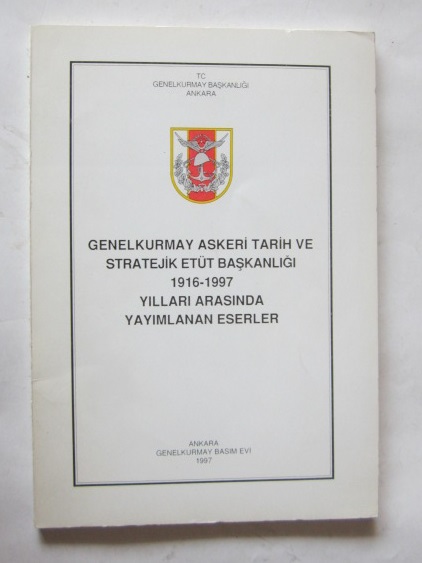 TC
GENELKURMAY BAŞKANLIĞI
ANKARA
GENELKURMAY ASKERİ TARİH VE
STRATEJİK ETÜT BAŞKANLIĞI
1916-1997
YILLARI ARASINDA
YAYIMLANAN ESERLER
ANKARA
GENELKURMAY BASIM EVİ
1997